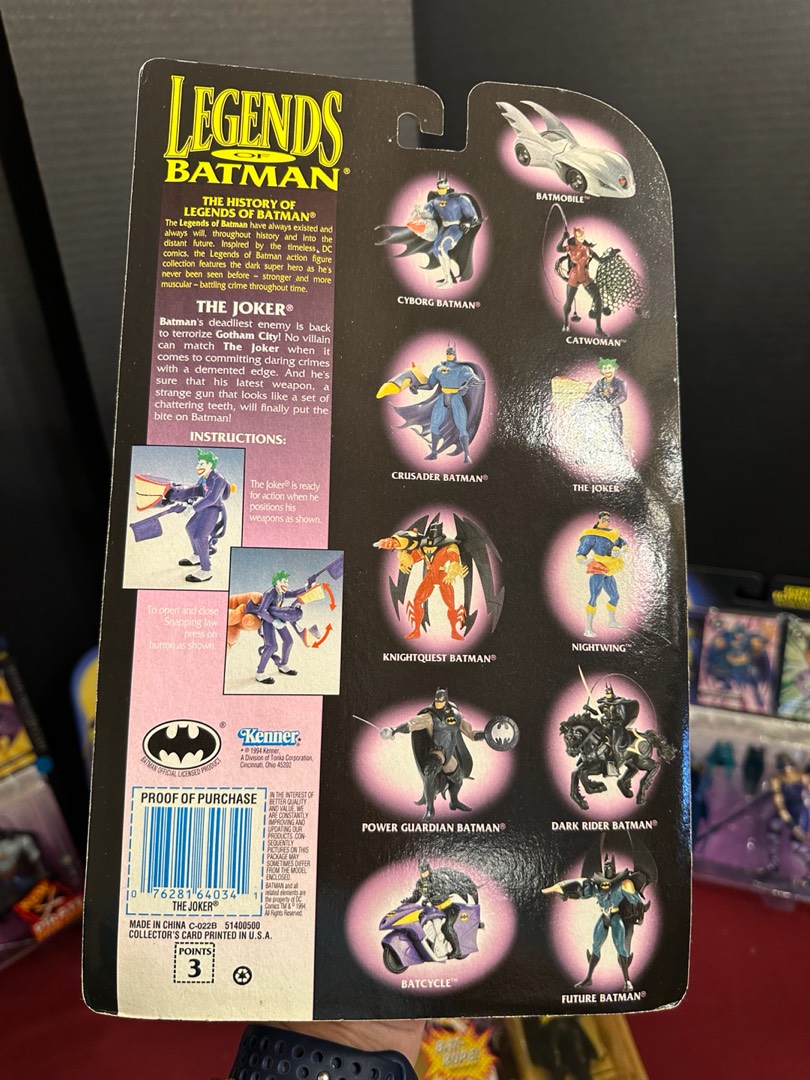 LEGENDS
OF
BATMAN®
THE HISTORY OF
LEGENDS OF BATMAN®
The Legends of Batman have always existed and
always will, throughout history and into the
distant future. Inspired by the timeless DC
comics, the Legends of Batman action figure
collection features the dark super hero as he's
never been seen before – stronger and more
muscular – battling crime throughout time.
THE JOKER®
Batman's deadliest enemy is back
to terrorize Gotham City! No villain
can match The Joker when it
comes to committing daring crimes
with a demented edge. And he's
sure that his latest weapon, a
strange gun that looks like a set of
chattering teeth, will finally put the
bite on Batman!
INSTRUCTIONS:
The Joker® is ready
for action when he
positions his
weapons as shown.
To open and close
Snapping Jaw
press on
button as shown.
BATMAN OFFICIAL LICENSED PRODUCT
®
Kenner.
® © 1994 Kenner,
A Division of Tonka Corporation,
Cincinnati, Ohio 45202
PROOF OF PURCHASE
0 76281 64034 1
THE JOKER®
IN THE INTEREST OF
BETTER QUALITY
AND VALUE, WE
ARE CONSTANTLY
IMPROVING AND
UPDATING OUR
PRODUCTS. CON-
SEQUENTLY
PICTURES ON THIS
PACKAGE MAY
SOMETIMES DIFFER
FROM THE MODEL
ENCLOSED.
BATMAN and all
related elements are
the property of DC
Comics TM & © 1994
All Rights Reserved.
MADE IN CHINA C-022B 51400500
COLLECTOR'S CARD PRINTED IN U.S.A.
POINTS
3
BATMOBILE™
CYBORG BATMAN®
CATWOMAN™
CRUSADER BATMAN®
THE JOKER
KNIGHTQUEST BATMAN®
NIGHTWING™
POWER GUARDIAN BATMAN®
DARK RIDER BATMAN®
BATCYCLE™
FUTURE BATMAN®